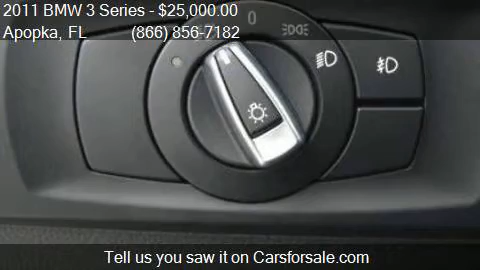 2011 BMW 3 Series - $25,000.00
Apopka, FL (866) 856-7182
0
Tell us you saw it on Carsforsale.com